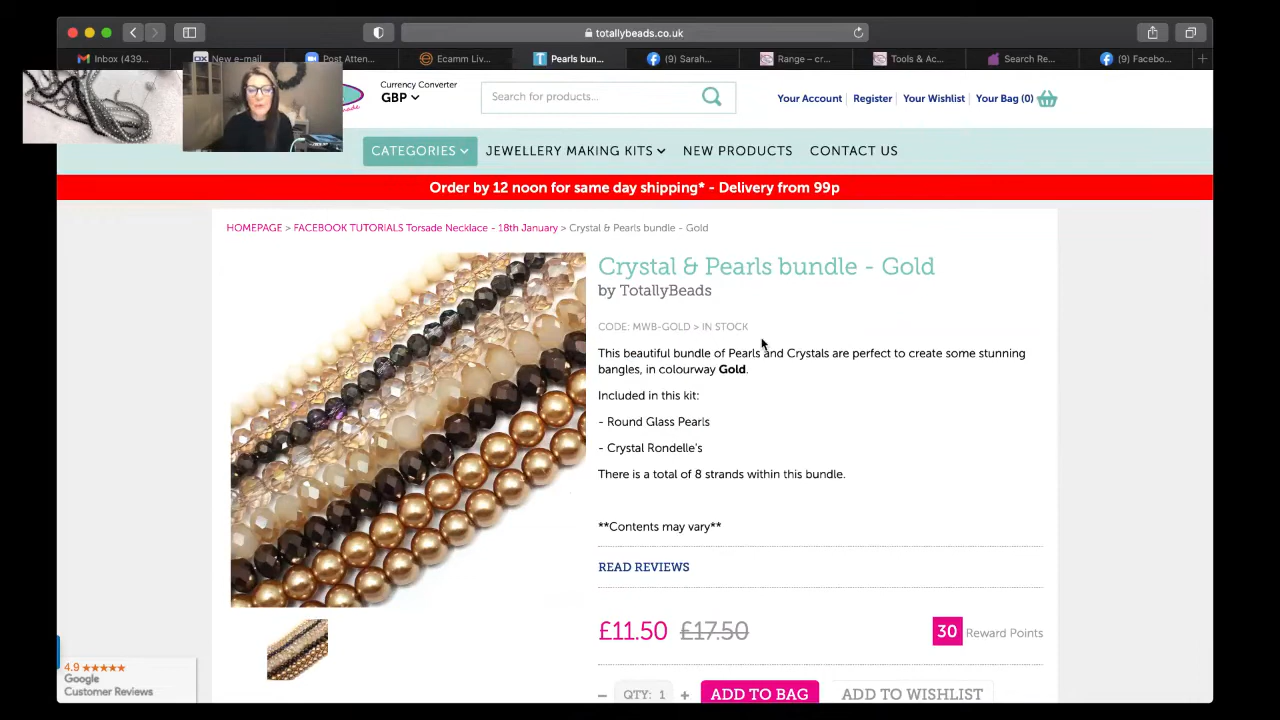 totallybeads.co.uk
Inbox (439...
New e-mail
Post Atten...
Ecamm Liv...
Pearls bun...
(9) Sarah...
Range – cr...
Tools & Ac...
Search Re...
(9) Facebo...
Currency Converter
GBP
Search for products...
Your Account
Register
Your Wishlist
Your Bag (0)
CATEGORIES
JEWELLERY MAKING KITS
NEW PRODUCTS
CONTACT US
Order by 12 noon for same day shipping* - Delivery from 99p
HOMEPAGE > FACEBOOK TUTORIALS Torsade Necklace - 18th January > Crystal & Pearls bundle - Gold
Crystal & Pearls bundle - Gold
by TotallyBeads
CODE: MWB-GOLD > IN STOCK
This beautiful bundle of Pearls and Crystals are perfect to create some stunning
bangles, in colourway Gold.
Included in this kit:
- Round Glass Pearls
- Crystal Rondelle's
There is a total of 8 strands within this bundle.
**Contents may vary**
READ REVIEWS
£11.50 £17.50
30 Reward Points
− QTY: 1 +
ADD TO BAG
ADD TO WISHLIST
4.9 ★★★★★
Google
Customer Reviews